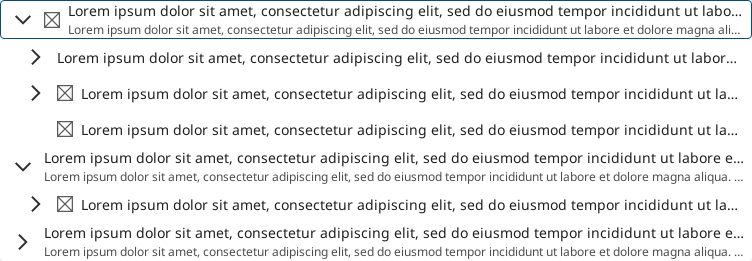 Lorem ipsum dolor sit amet, consectetur adipiscing elit, sed do eiusmod tempor incididunt ut labo...
Lorem ipsum dolor sit amet, consectetur adipiscing elit, sed do eiusmod tempor incididunt ut labore et dolore magna ali...
Lorem ipsum dolor sit amet, consectetur adipiscing elit, sed do eiusmod tempor incididunt ut labor...
Lorem ipsum dolor sit amet, consectetur adipiscing elit, sed do eiusmod tempor incididunt ut la...
Lorem ipsum dolor sit amet, consectetur adipiscing elit, sed do eiusmod tempor incididunt ut la...
Lorem ipsum dolor sit amet, consectetur adipiscing elit, sed do eiusmod tempor incididunt ut labore e...
Lorem ipsum dolor sit amet, consectetur adipiscing elit, sed do eiusmod tempor incididunt ut labore et dolore magna aliqua. ...
Lorem ipsum dolor sit amet, consectetur adipiscing elit, sed do eiusmod tempor incididunt ut la...
Lorem ipsum dolor sit amet, consectetur adipiscing elit, sed do eiusmod tempor incididunt ut labore e...
Lorem ipsum dolor sit amet, consectetur adipiscing elit, sed do eiusmod tempor incididunt ut labore et dolore magna aliqua. ...